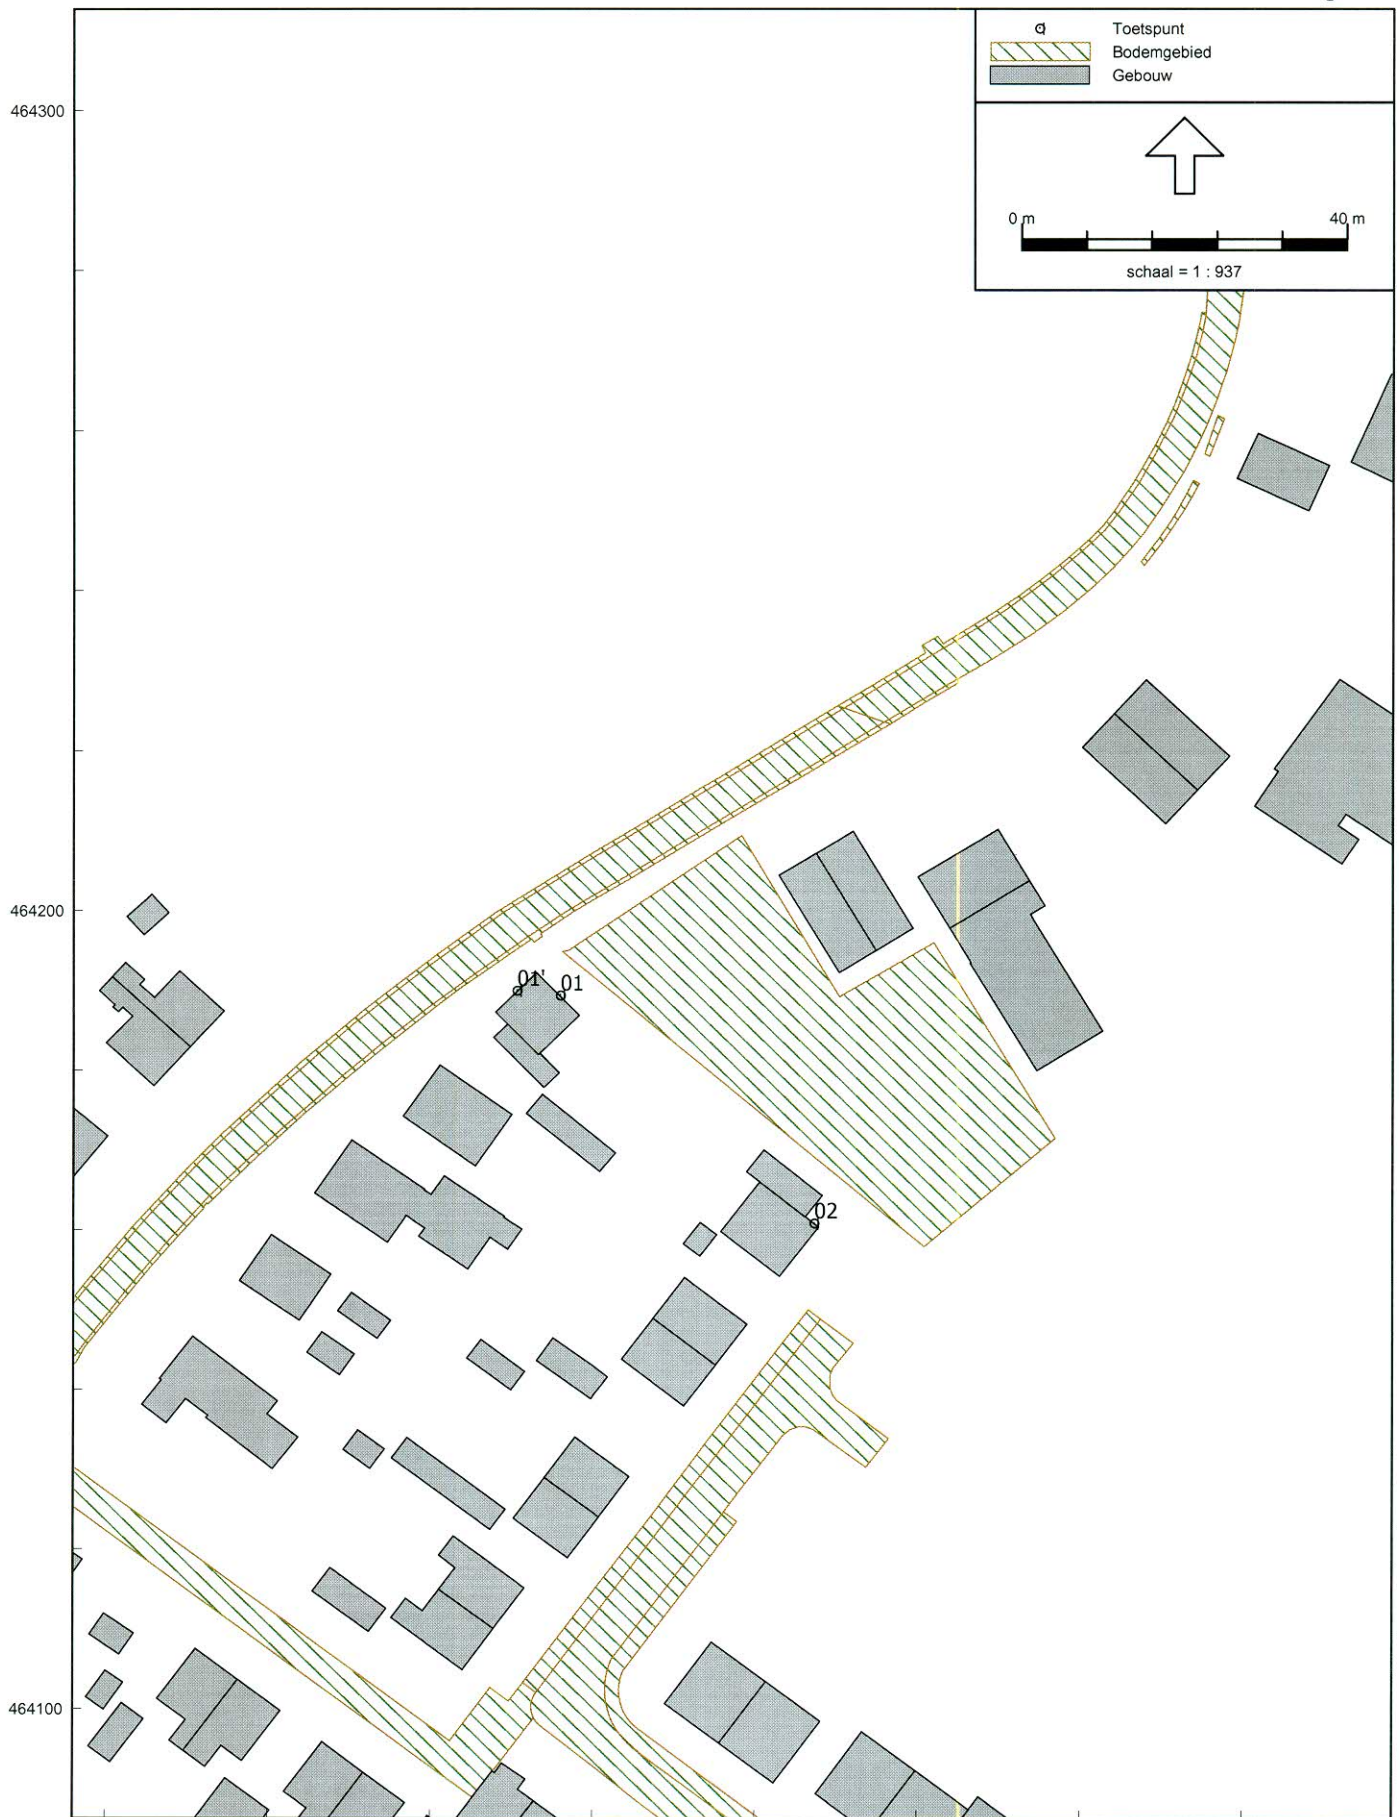 Toetspunt
Bodemgebied
Gebouw
0 m 40 m
schaal = 1 : 937
464300
464200
01' 01
02
464100